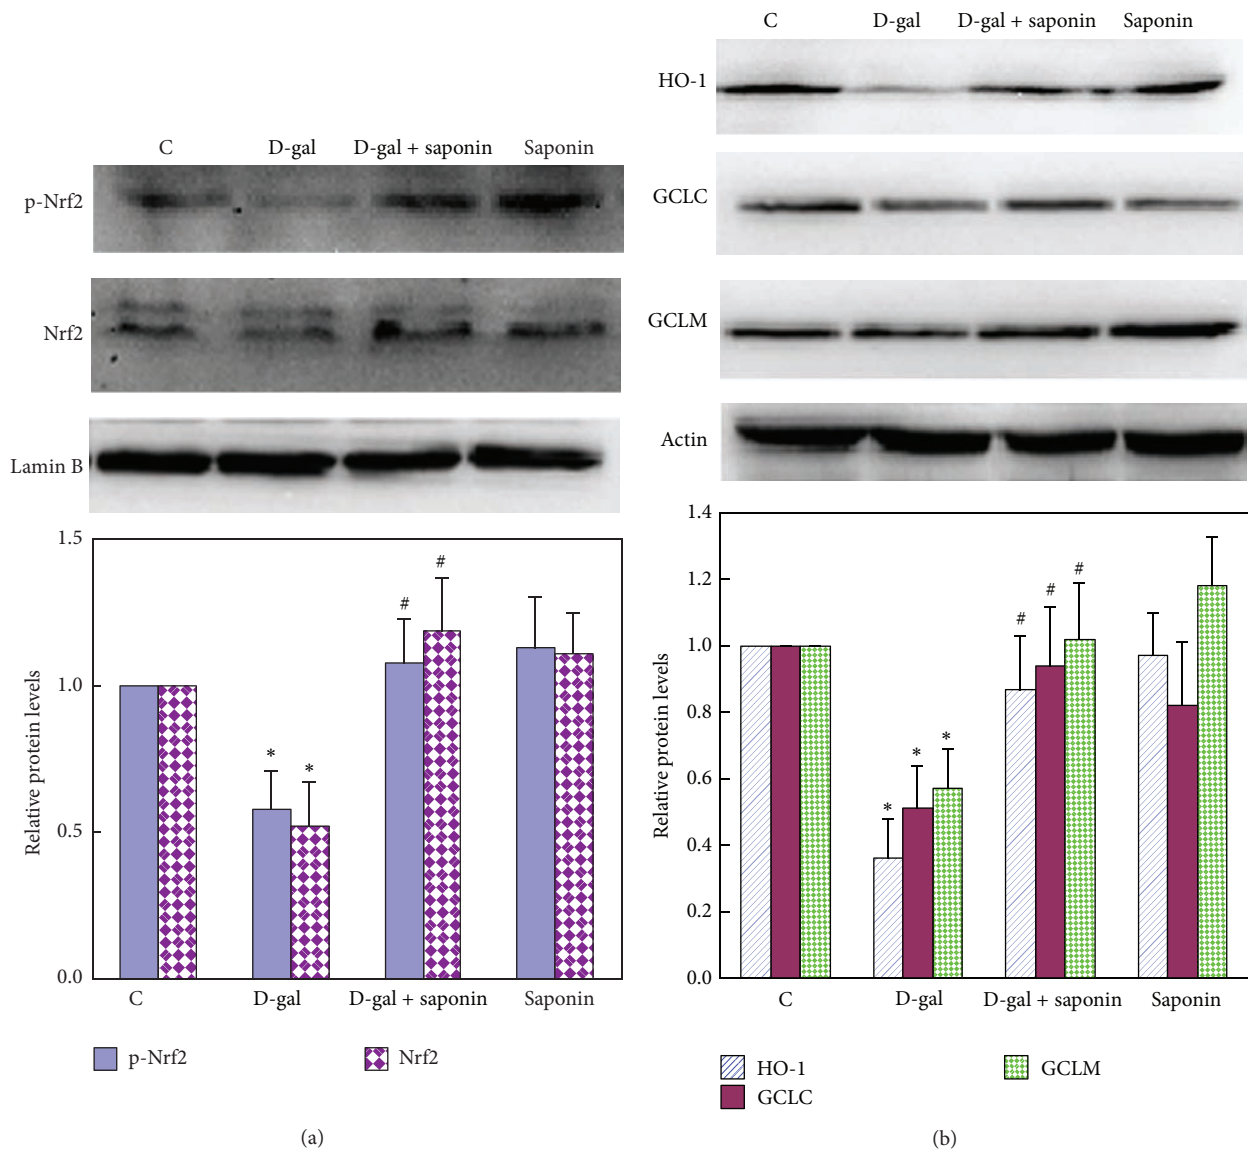 C D-gal D-gal + saponin Saponin
p-Nrf2
Nrf2
Lamin B
1.5
1.0
0.5
0.0
Relative protein levels
* * # #
C D-gal D-gal + saponin Saponin
p-Nrf2 Nrf2
(a)
C D-gal D-gal + saponin Saponin
HO-1
GCLC
GCLM
Actin
1.4
1.2
1.0
0.8
0.6
0.4
0.2
0.0
Relative protein levels
* * * # # #
C D-gal D-gal + saponin Saponin
HO-1 GCLM
GCLC
(b)